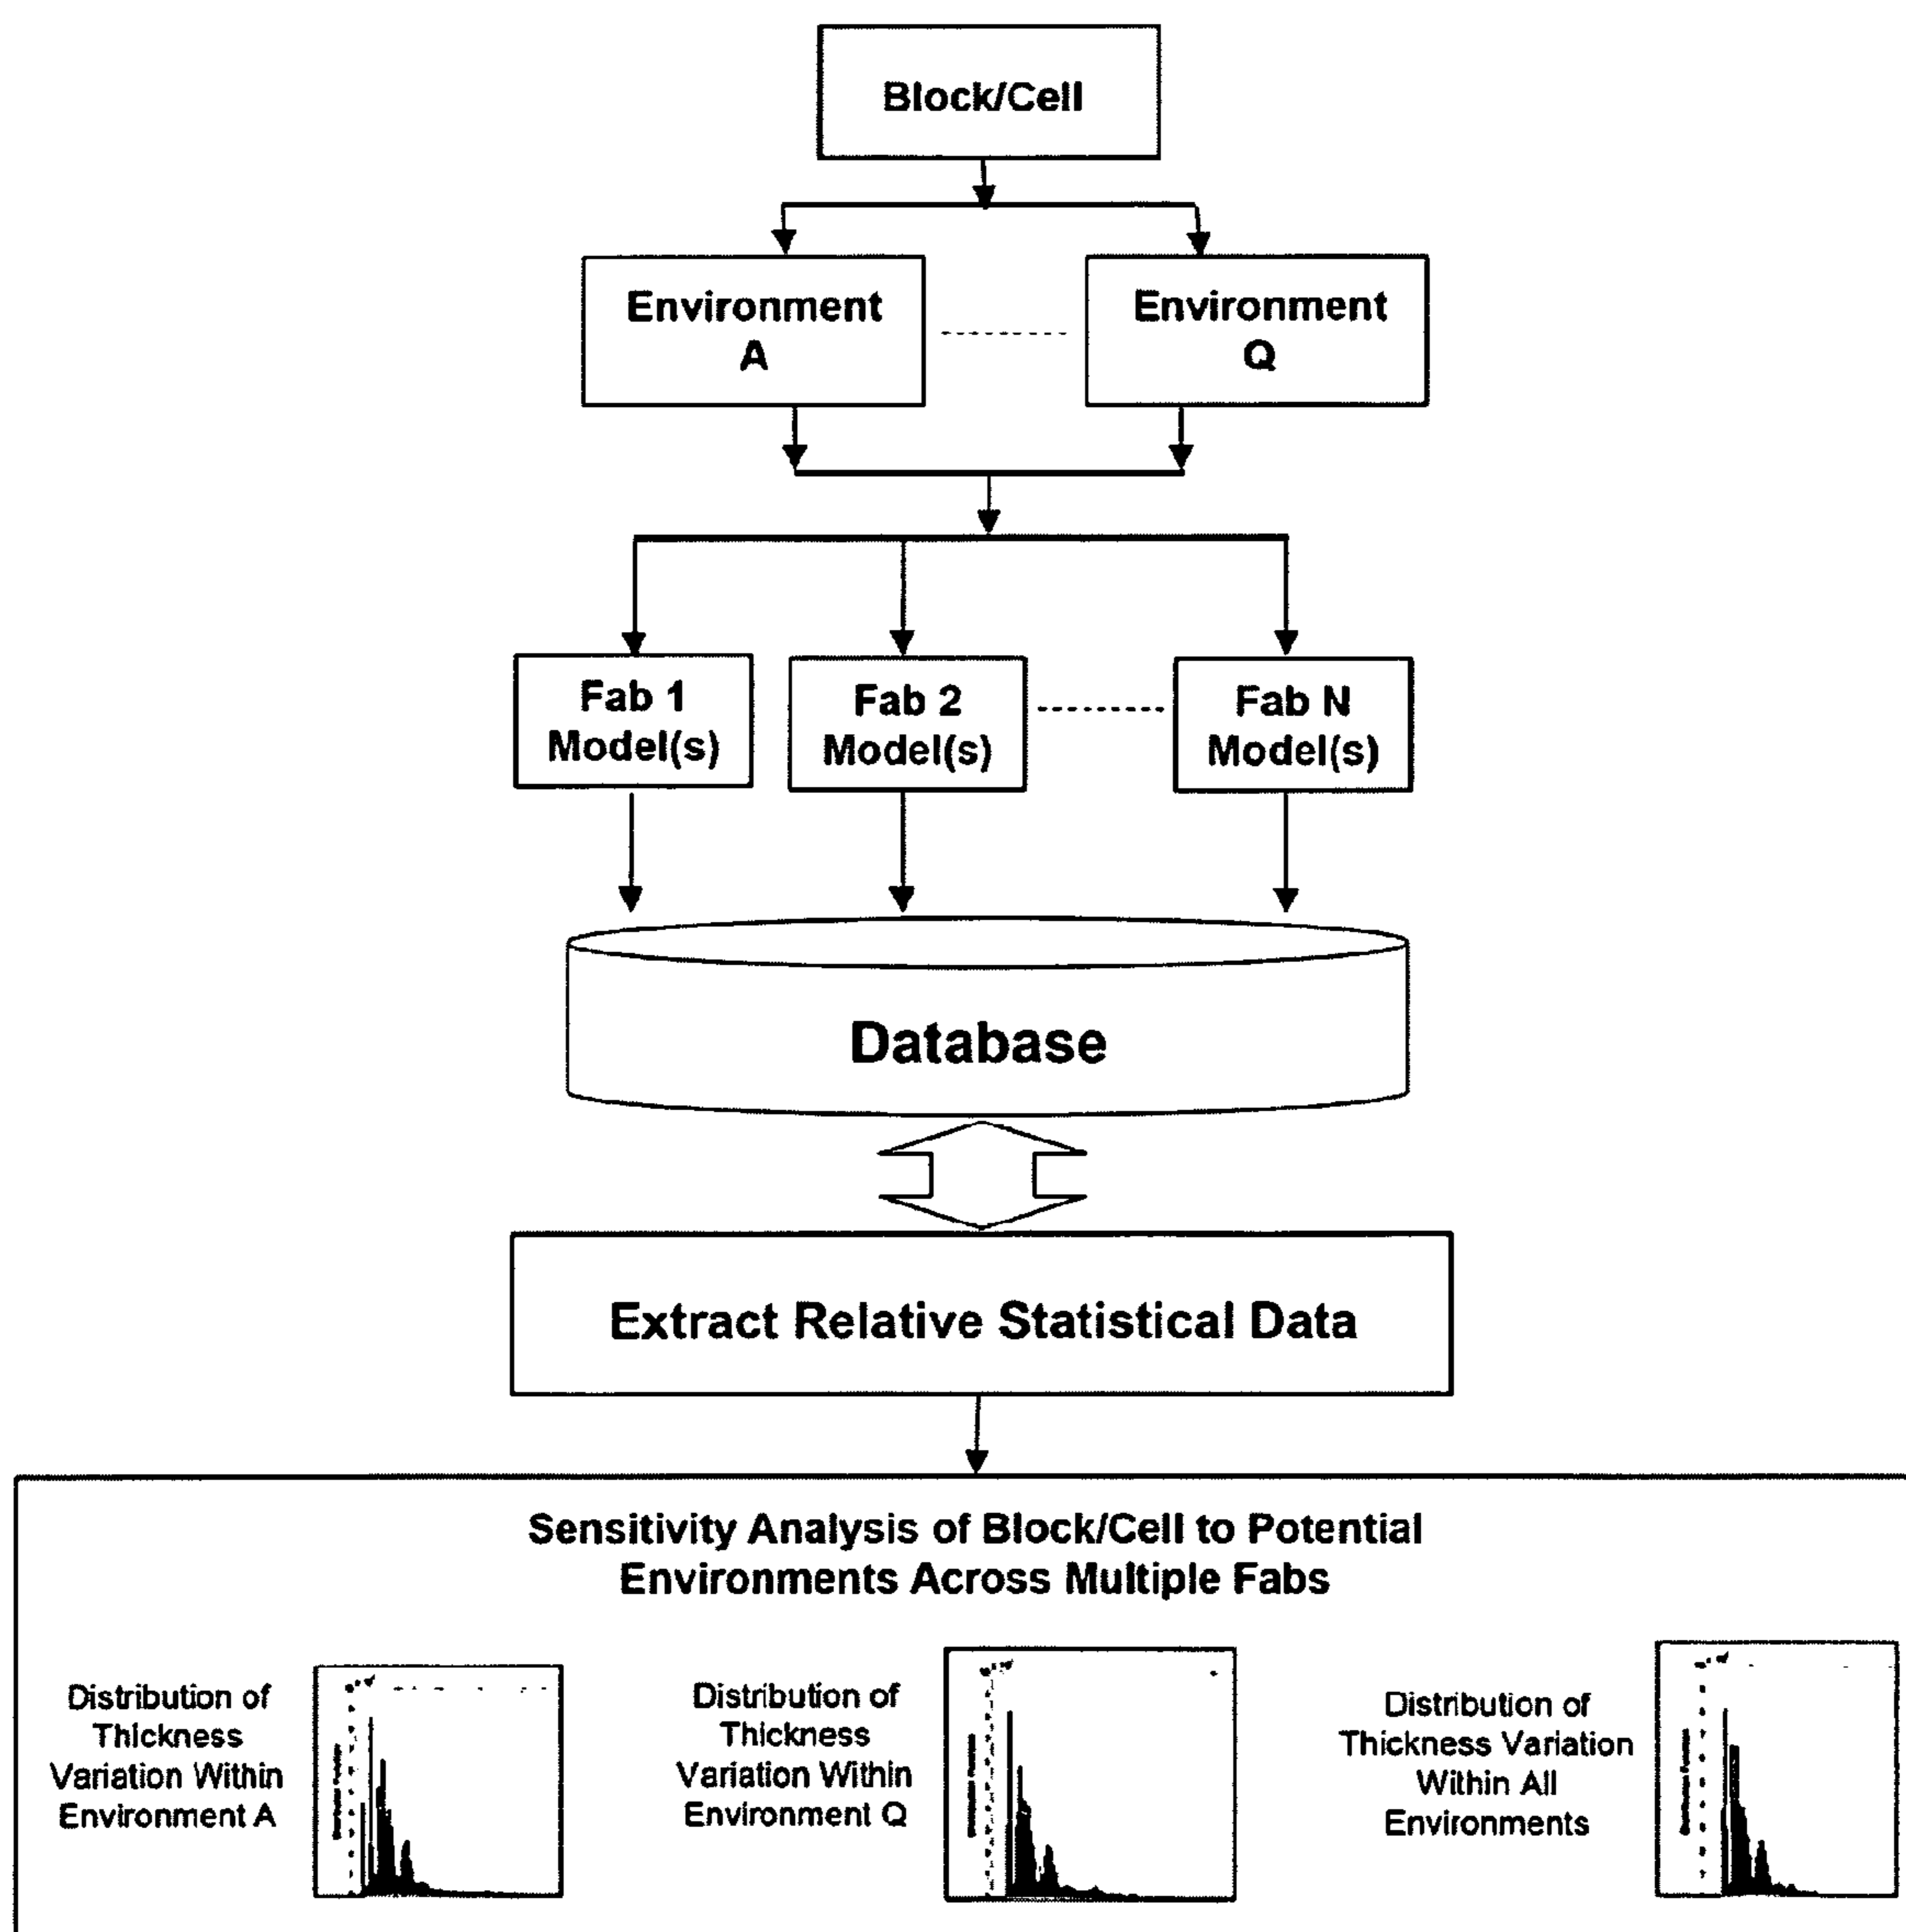 Block/Cell
Environment
A
Environment
Q
Fab 1
Model(s)
Fab 2
Model(s)
Fab N
Model(s)
Database
Extract Relative Statistical Data
Sensitivity Analysis of Block/Cell to Potential
Environments Across Multiple Fabs
Distribution of
Thickness
Variation Within
Environment A
Distribution of
Thickness
Variation Within
Environment Q
Distribution of
Thickness Variation
Within All
Environments